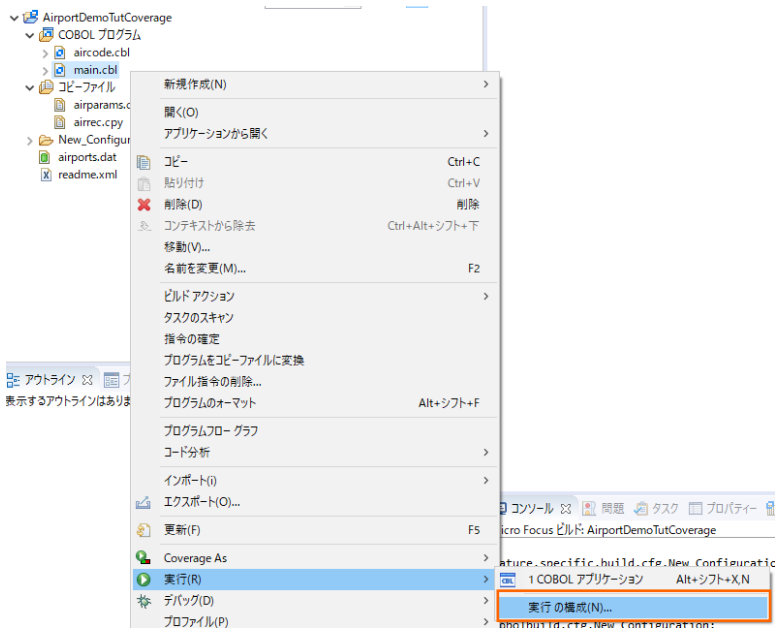 AirportDemoTutCoverage
COBOL プログラム
aircode.cbl
main.cbl
コピーファイル
airparams.c
airrec.cpy
New_Configur
airports.dat
readme.xml
新規作成(N)
開く(O)
アプリケーションから開く
コピー Ctrl+C
貼り付け Ctrl+V
削除(D) 削除
コンテキストから除去 Ctrl+Alt+シフト+下
移動(V)...
名前を変更(M)... F2
ビルド アクション
タスクのスキャン
指令の確定
プログラムをコピーファイルに変換
ファイル指令の削除...
プログラムのオーマット Alt+シフト+F
プログラムフロー グラフ
コード分析
インポート(i)
エクスポート(O)...
更新(F) F5
Coverage As
実行(R)
デバッグ(D)
プロファイル(P)
アウトライン
表示するアウトラインはありま
コンソール 問題 タスク プロパティー
icro Focus ビルド: AirportDemoTutCoverage
ature.specific.build.cfg.New Configuratio
CBL 1 COBOL アプリケーション Alt+シフト+X,N
実行 の構成(N)...
bbolbuild.cfg.New Configuration: